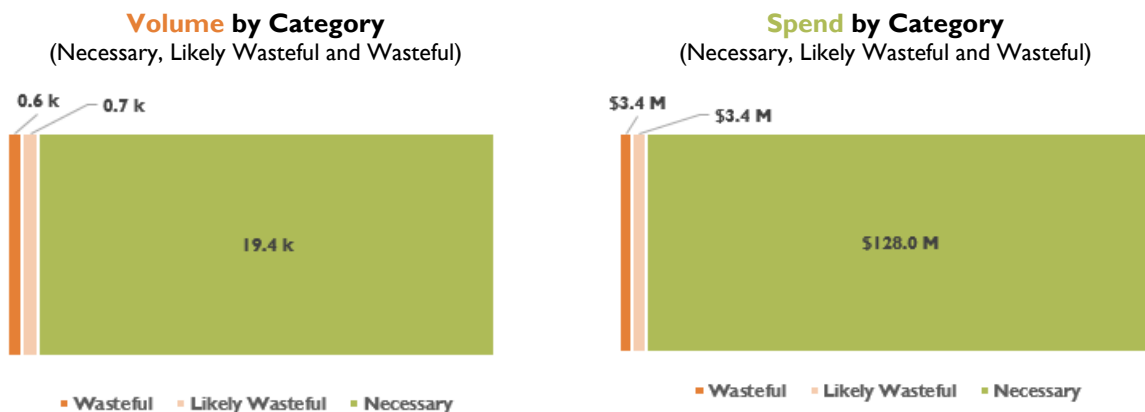 Volume by Category
(Necessary, Likely Wasteful and Wasteful)
0.6 k
0.7 k
19.4 k
Wasteful Likely Wasteful Necessary
Spend by Category
(Necessary, Likely Wasteful and Wasteful)
$3.4 M
$3.4 M
$128.0 M
Wasteful Likely Wasteful Necessary